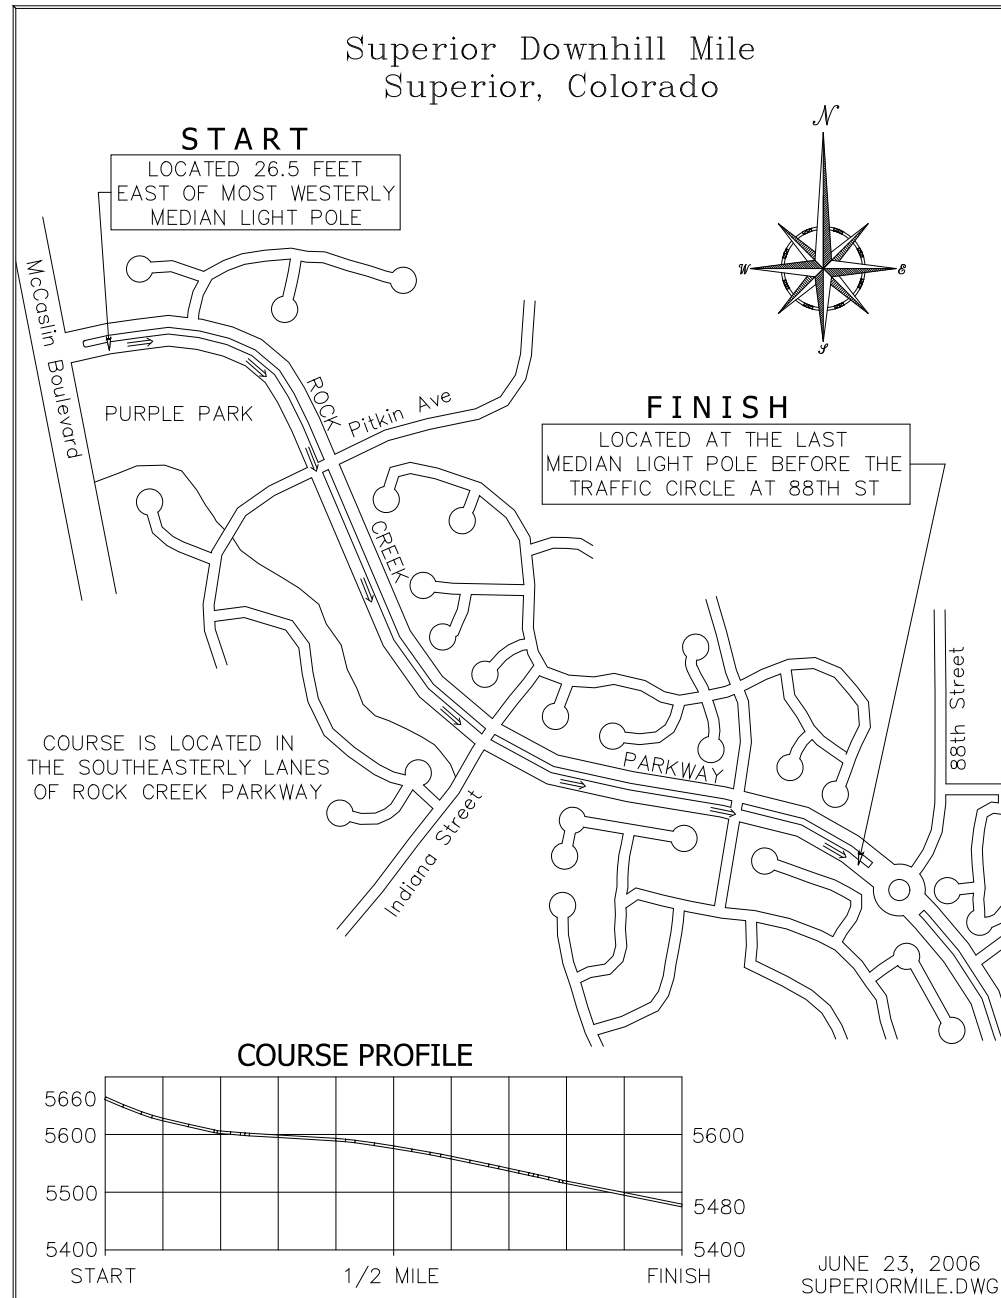 Superior Downhill Mile
Superior, Colorado
N
START
LOCATED 26.5 FEET
EAST OF MOST WESTERLY
MEDIAN LIGHT POLE
W
E
S
McCaslin Boulevard
ROCK
Pitkin Ave
PURPLE PARK
FINISH
LOCATED AT THE LAST
MEDIAN LIGHT POLE BEFORE THE
TRAFFIC CIRCLE AT 88TH ST
CREEK
88th Street
COURSE IS LOCATED IN
THE SOUTHEASTERLY LANES
OF ROCK CREEK PARKWAY
PARKWAY
Indiana Street
COURSE PROFILE
5660
5600
5600
5500
5480
5400
5400
START
1/2 MILE
FINISH
JUNE 23, 2006
SUPERIORMILE.DWG